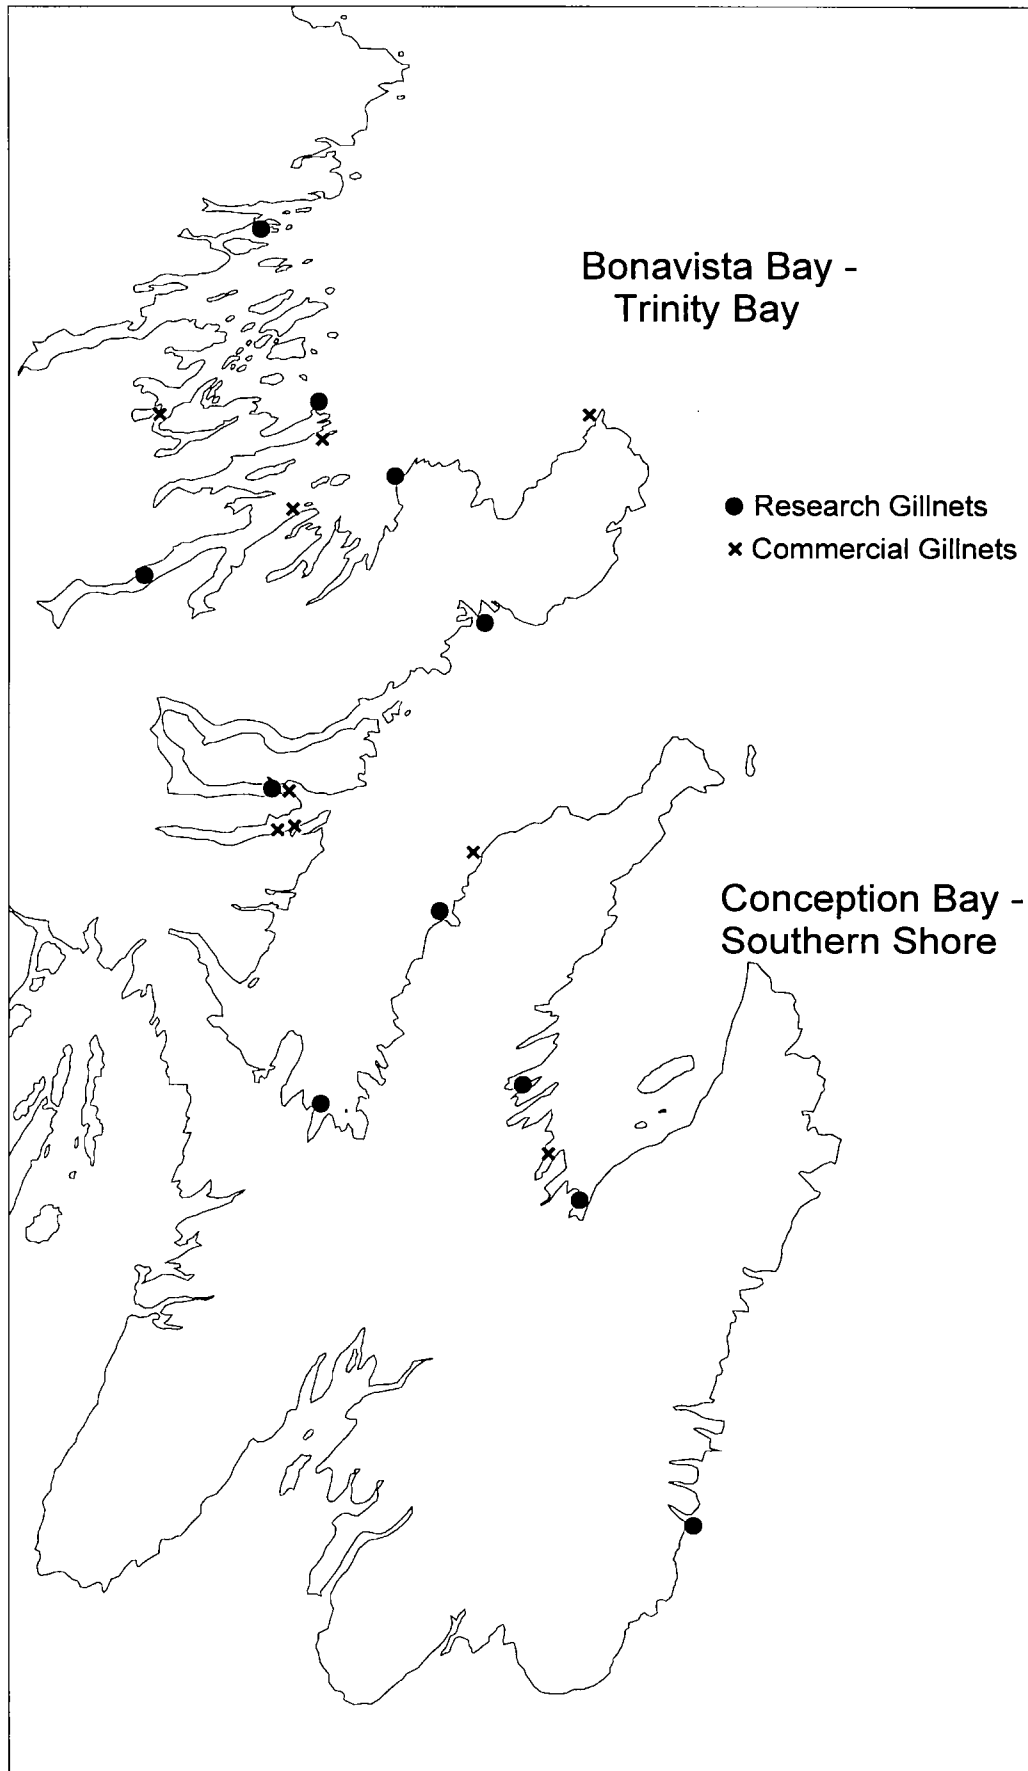 Bonavista Bay -
Trinity Bay
Research Gillnets
Commercial Gillnets
Conception Bay -
Southern Shore